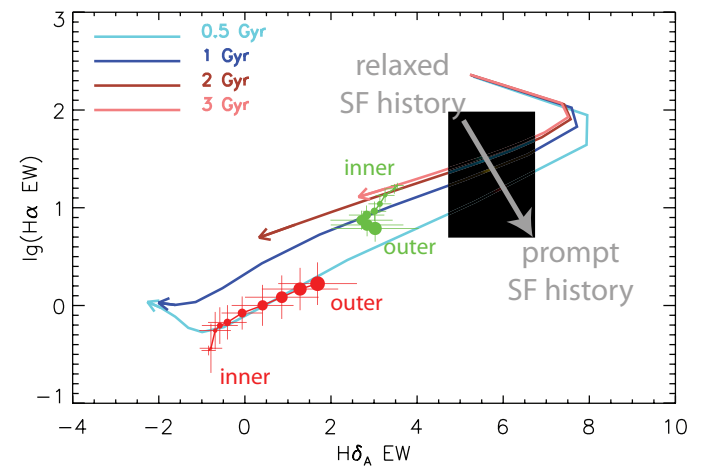 3
2
1
0
−1
lg(Hα EW)
0.5 Gyr
1 Gyr
2 Gyr
3 Gyr
relaxed
SF history
inner
outer
prompt
SF history
outer
inner
−4 −2 0 2 4 6 8 10
Hδ_A EW